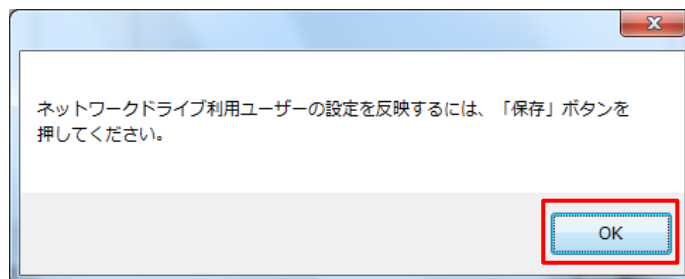 ネットワークドライブ利用ユーザーの設定を反映するには、「保存」ボタンを
押してください。
OK